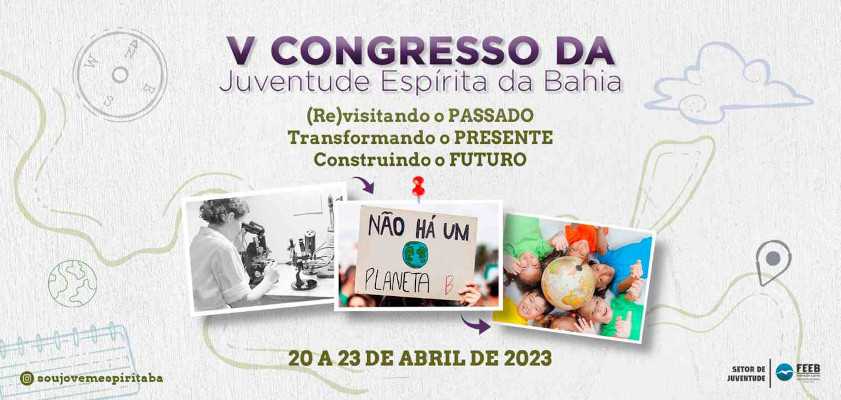 V CONGRESSO DA
Juventude Espírita da Bahia
(Re)visitando o PASSADO
Transformando o PRESENTE
Construindo o FUTURO
N
E
S
W
NÃO HÁ UM
PLANETA B
20 A 23 DE ABRIL DE 2023
soujovemespiritaba
SETOR DE
JUVENTUDE
FEEB